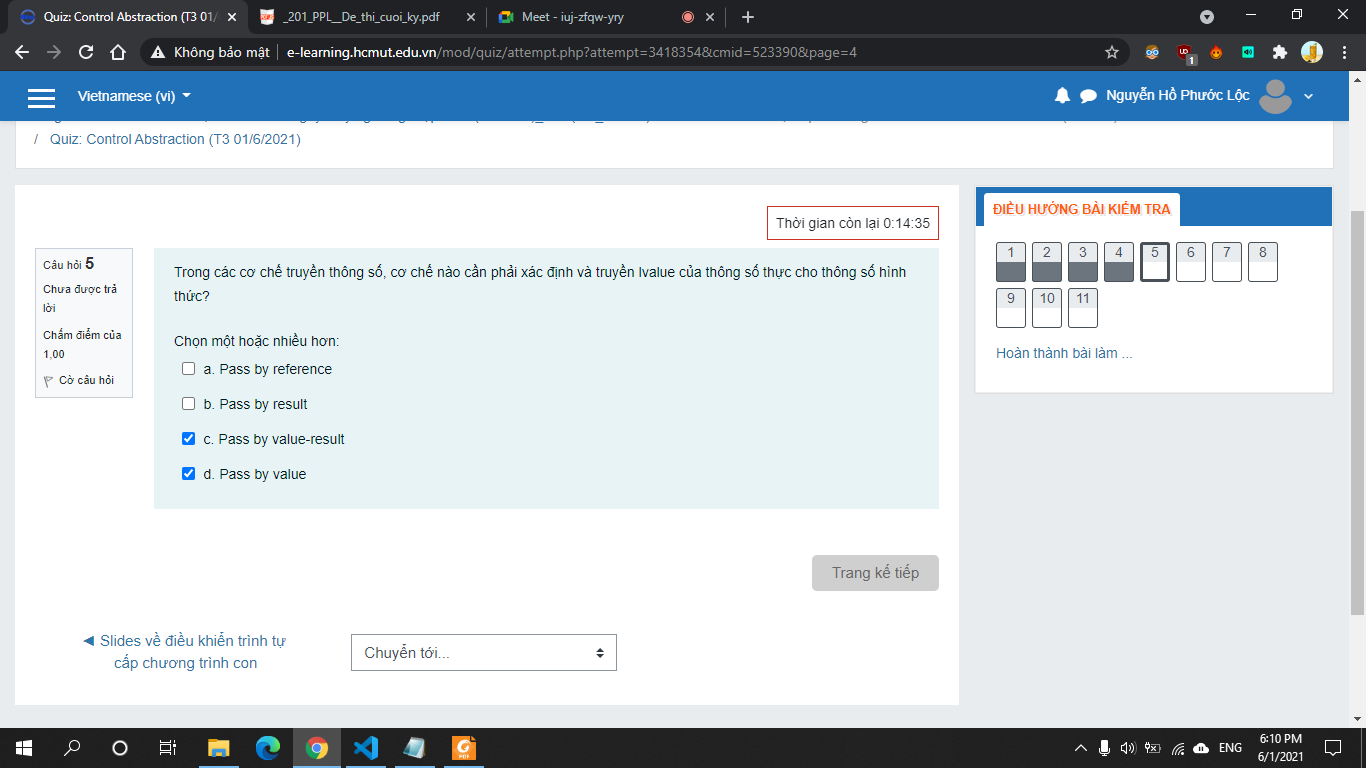 Quiz: Control Abstraction (T3 01/
_201_PPL__De_thi_cuoi_ky.pdf
Meet - iuj-zfqw-yry
Không bảo mật
e-learning.hcmut.edu.vn/mod/quiz/attempt.php?attempt=3418354&cmid=523390&page=4
Vietnamese (vi)
Nguyễn Hồ Phước Lộc
/ Quiz: Control Abstraction (T3 01/6/2021)
Thời gian còn lại 0:14:35
Câu hỏi 5
Chưa được trả
lời
Chấm điểm của
1,00
Cờ câu hỏi
Trong các cơ chế truyền thông số, cơ chế nào cần phải xác định và truyền lvalue của thông số thực cho thông số hình
thức?
Chọn một hoặc nhiều hơn:
a. Pass by reference
b. Pass by result
c. Pass by value-result
d. Pass by value
Trang kế tiếp
◄ Slides về điều khiển trình tự
cấp chương trình con
Chuyển tới...
ĐIỀU HƯỚNG BÀI KIỂM TRA
1 2 3 4 5 6 7 8
9 10 11
Hoàn thành bài làm ...
ENG
6:10 PM
6/1/2021